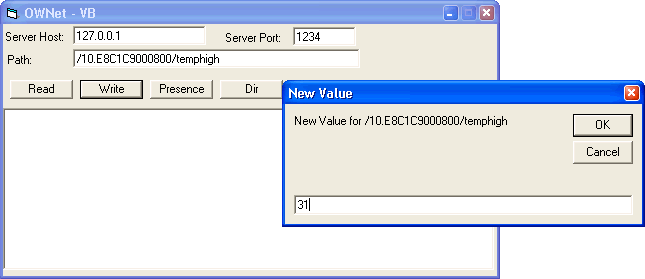 OWNet - VB
Server Host: 127.0.0.1 Server Port: 1234
Path: /10.E8C1C9000800/temphigh
Read Write Presence Dir
New Value
New Value for /10.E8C1C9000800/temphigh
OK
Cancel
31